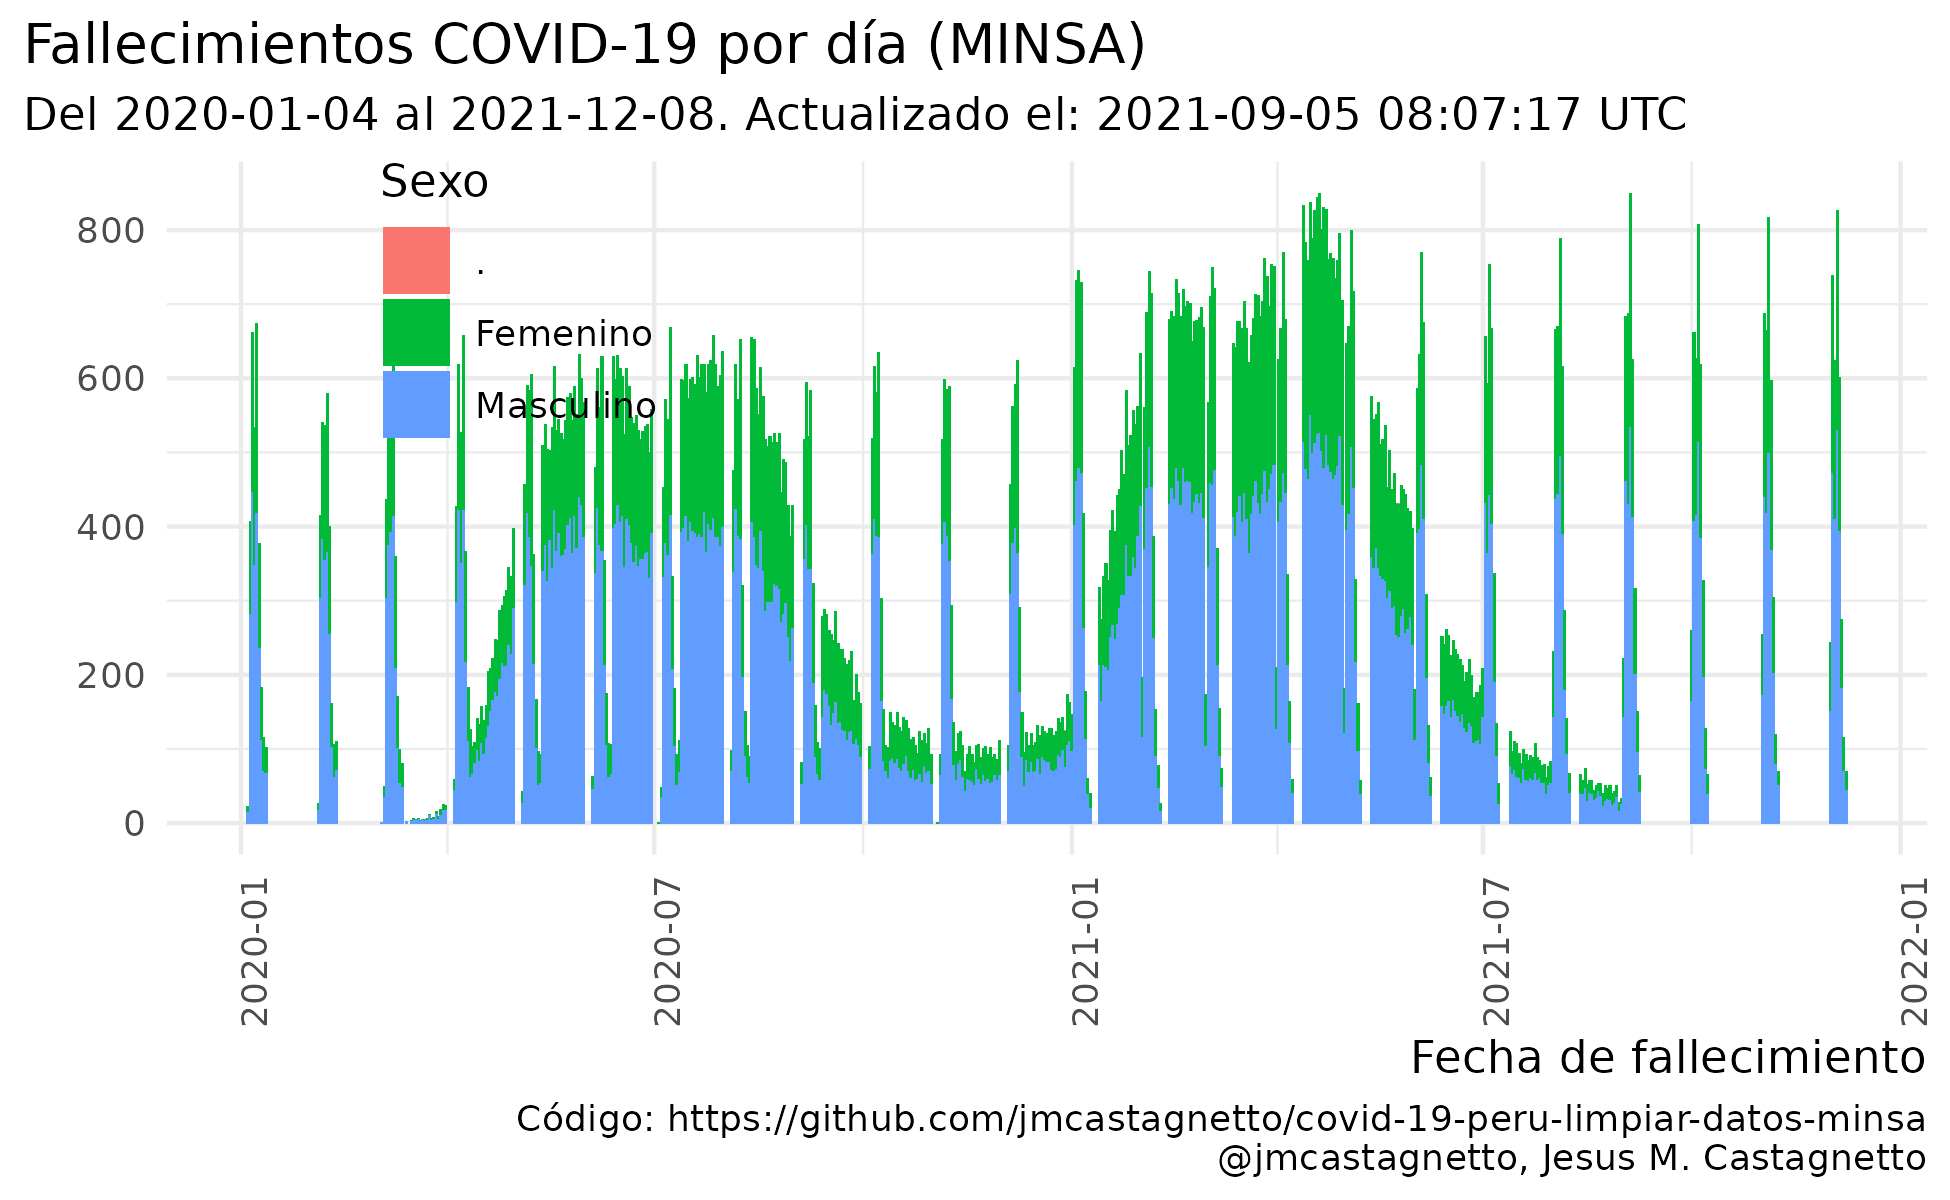 Fallecimientos COVID-19 por día (MINSA)
Del 2020-01-04 al 2021-12-08. Actualizado el: 2021-09-05 08:07:17 UTC
Sexo
.
Femenino
Masculino
800
600
400
200
0
2020-01
2020-07
2021-01
2021-07
2022-01
Fecha de fallecimiento
Código: https://github.com/jmcastagnetto/covid-19-peru-limpiar-datos-minsa
@jmcastagnetto, Jesus M. Castagnetto